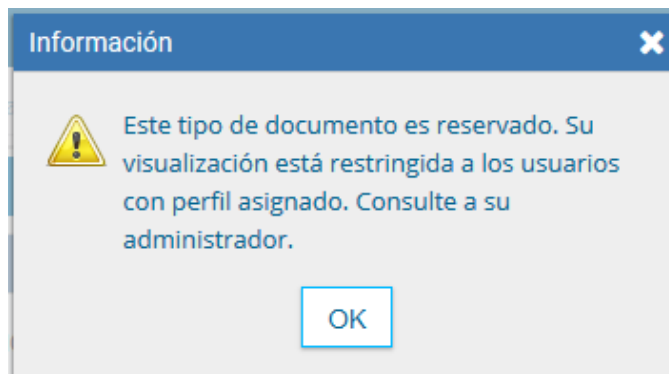 Información
Este tipo de documento es reservado. Su
visualización está restringida a los usuarios
con perfil asignado. Consulte a su
administrador.
OK